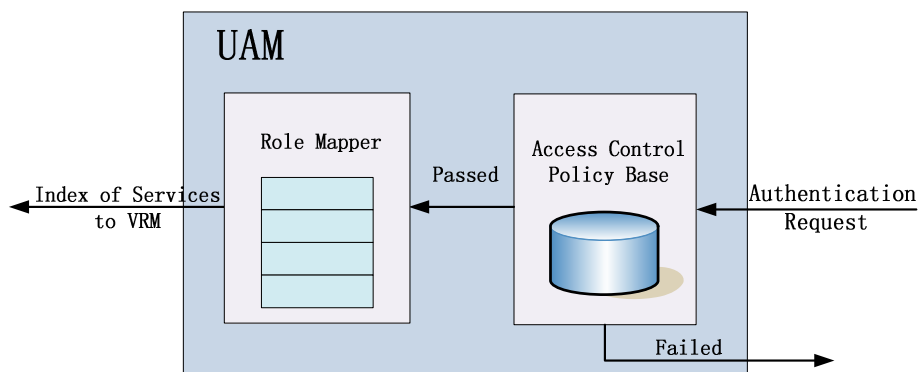 UAM
Role Mapper
Access Control
Policy Base
Passed
Index of Services
to VRM
Authentication
Request
Failed